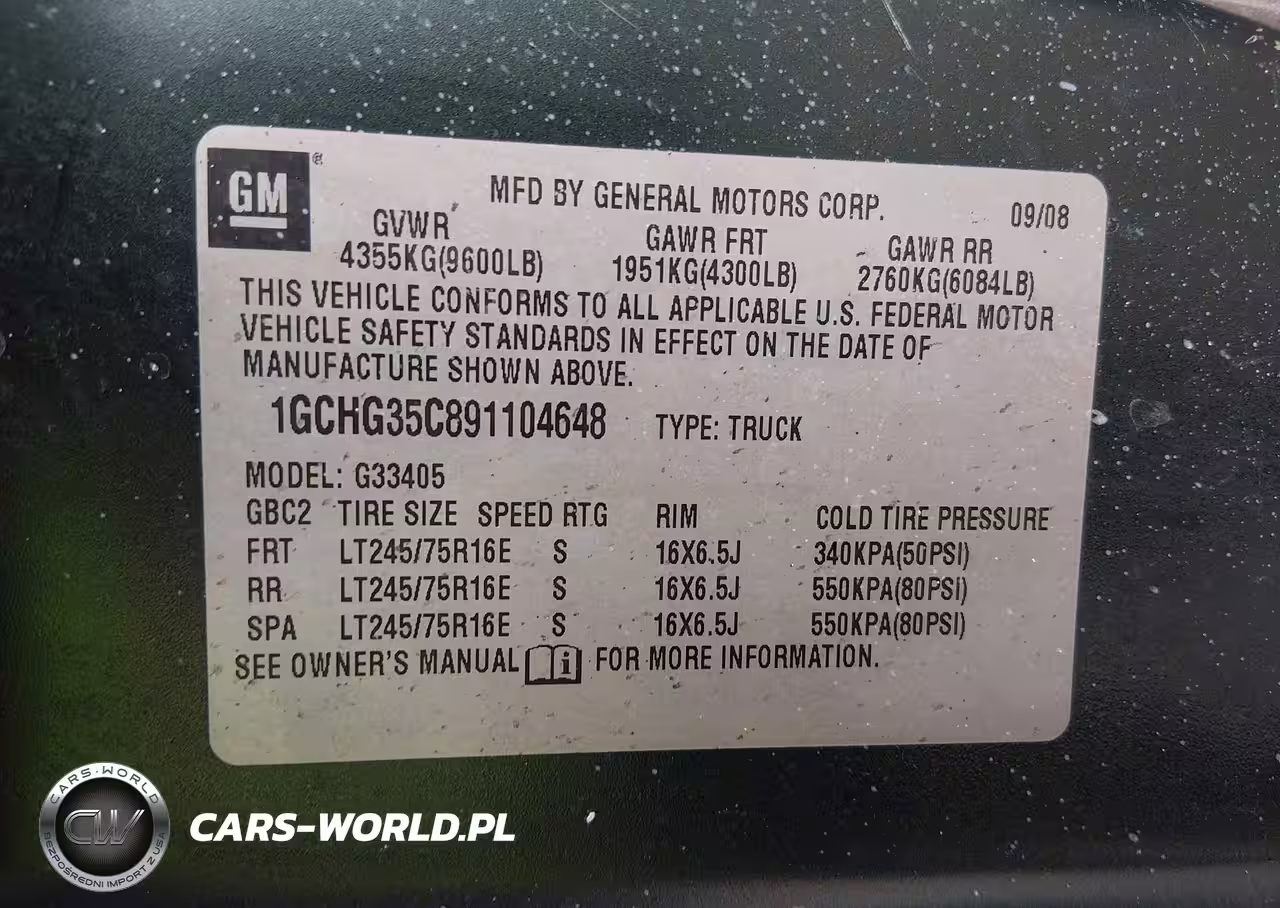 GM®
MFD BY GENERAL MOTORS CORP. 09/08
GVWR GAWR FRT GAWR RR
4355KG(9600LB) 1951KG(4300LB) 2760KG(6084LB)
THIS VEHICLE CONFORMS TO ALL APPLICABLE U.S. FEDERAL MOTOR
VEHICLE SAFETY STANDARDS IN EFFECT ON THE DATE OF
MANUFACTURE SHOWN ABOVE.
1GCHG35C891104648 TYPE: TRUCK
MODEL: G33405
GBC2 TIRE SIZE SPEED RTG RIM COLD TIRE PRESSURE
FRT LT245/75R16E S 16X6.5J 340KPA(50PSI)
RR LT245/75R16E S 16X6.5J 550KPA(80PSI)
SPA LT245/75R16E S 16X6.5J 550KPA(80PSI)
SEE OWNER'S MANUAL i FOR MORE INFORMATION.
CARS-WORLD
CW
BEZPOŚREDNI IMPORT Z USA
CARS-WORLD.PL